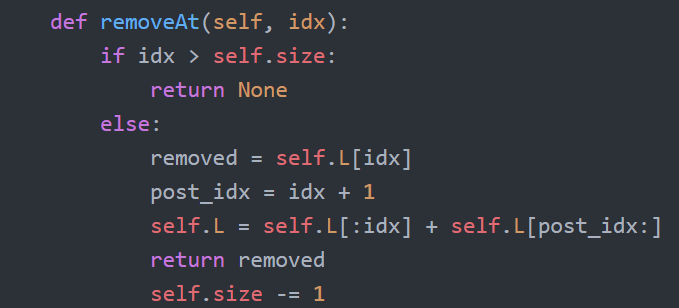 def removeAt(self, idx):
    if idx > self.size:
        return None
    else:
        removed = self.L[idx]
        post_idx = idx + 1
        self.L = self.L[:idx] + self.L[post_idx:]
        return removed
        self.size -= 1